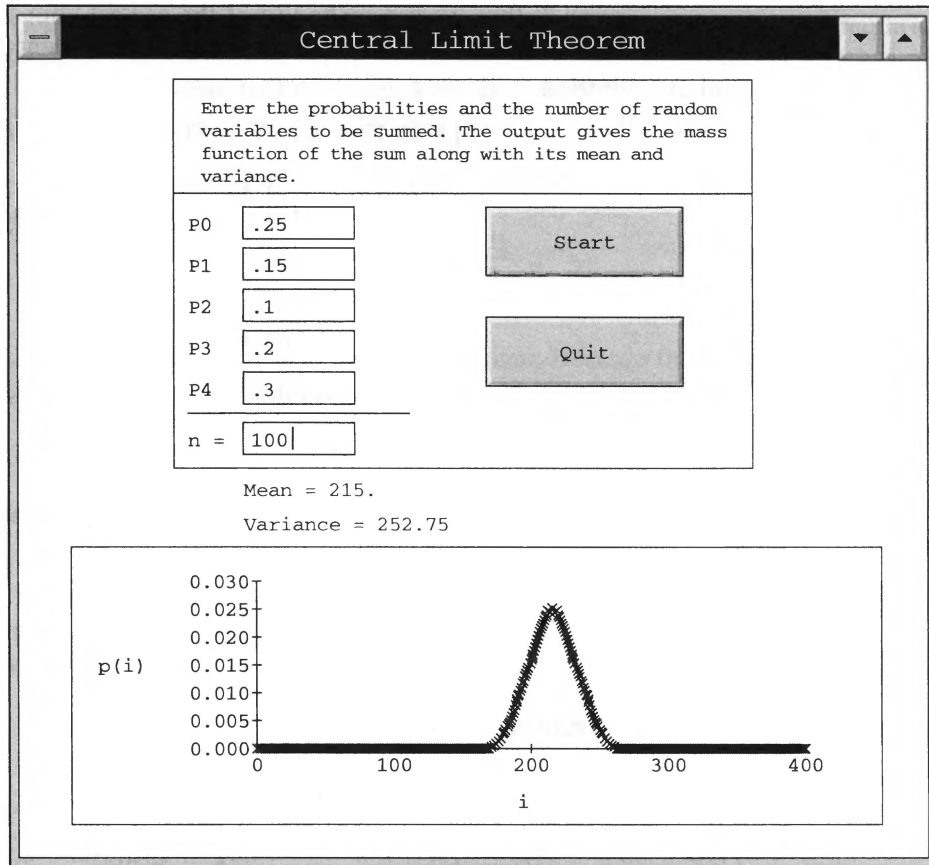 Central Limit Theorem
Enter the probabilities and the number of random
variables to be summed. The output gives the mass
function of the sum along with its mean and
variance.
P0 .25
Start
P1 .15
P2 .1
P3 .2
Quit
P4 .3
n = 100
Mean = 215.
Variance = 252.75
0.030
0.025
0.020
p(i) 0.015
0.010
0.005
0.000
0 100 200 300 400
i